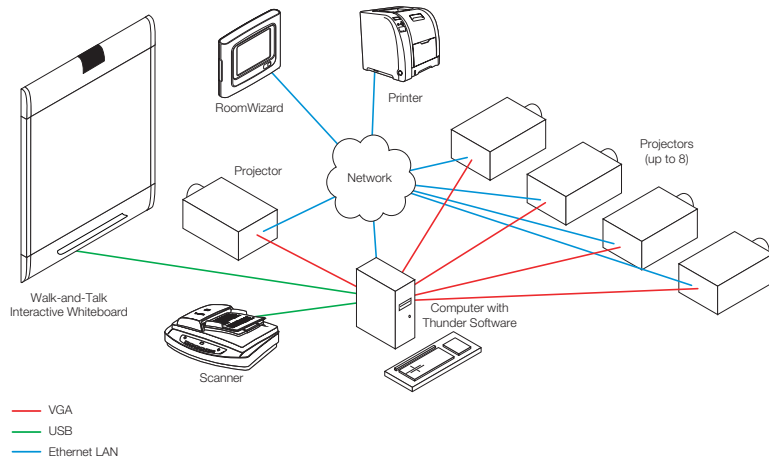 RoomWizard
Printer
Projector
Network
Projectors
(up to 8)
Walk-and-Talk
Interactive Whiteboard
Computer with
Thunder Software
Scanner
VGA
USB
Ethernet LAN